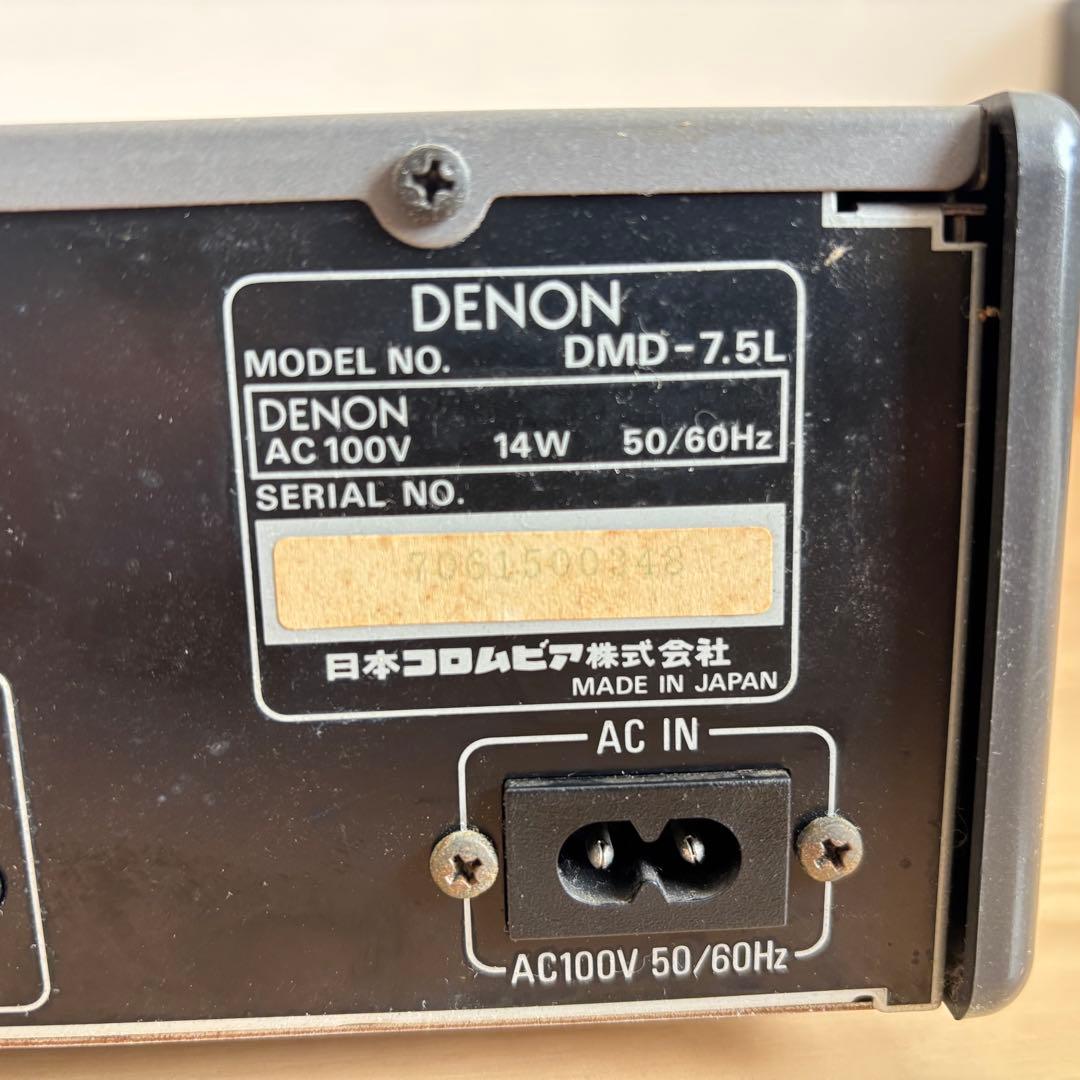 DENON
MODEL NO. DMD-7.5L
DENON
AC 100V 14W 50/60Hz
SERIAL NO.
7061500348
日本コロムビア株式会社
MADE IN JAPAN
AC IN
AC100V 50/60Hz